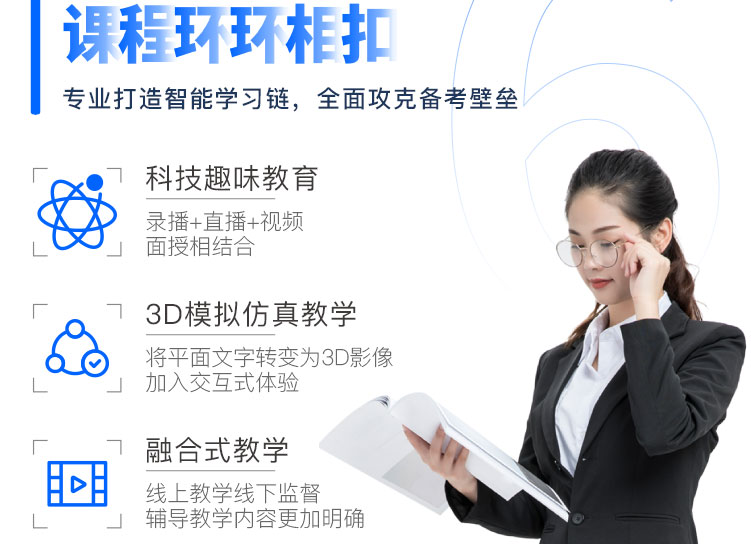 课程环环相扣
专业打造智能学习链，全面攻克备考壁垒
科技趣味教育
录播+直播+视频
面授相结合
3D模拟仿真教学
将平面文字转变为3D影像
加入交互式体验
融合式教学
线上教学线下监督
辅导教学内容更加明确